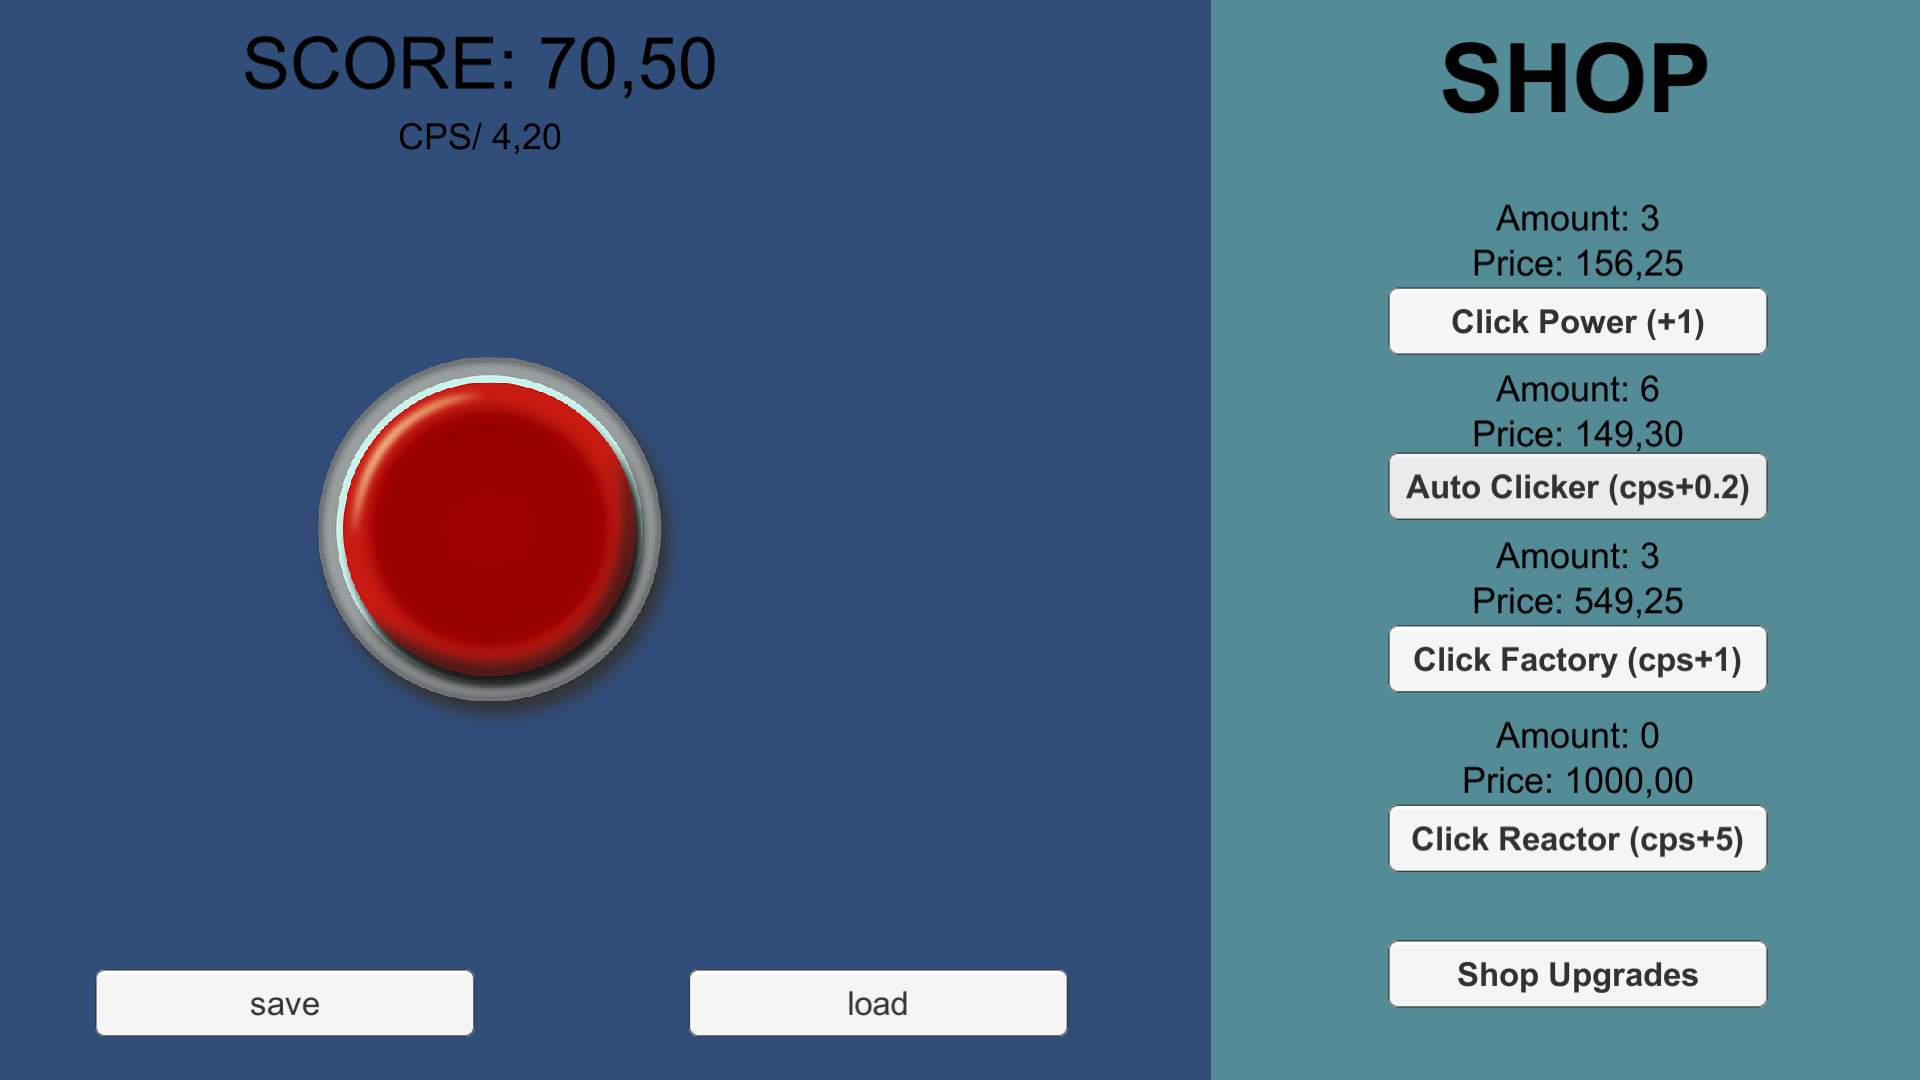 SCORE: 70,50
CPS/ 4,20
SHOP
Amount: 3
Price: 156,25
Click Power (+1)
Amount: 6
Price: 149,30
Auto Clicker (cps+0.2)
Amount: 3
Price: 549,25
Click Factory (cps+1)
Amount: 0
Price: 1000,00
Click Reactor (cps+5)
Shop Upgrades
save
load